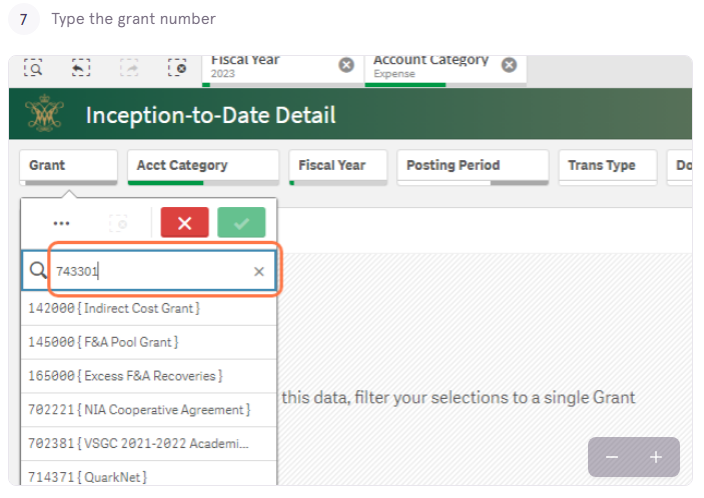 7 Type the grant number
Fiscal Year
2023
Account Category
Expense
Inception-to-Date Detail
Grant
Acct Category
Fiscal Year
Posting Period
Trans Type
Do
743301
142000 { Indirect Cost Grant }
145000 { F&A Pool Grant }
165000 { Excess F&A Recoveries }
702221 { NIA Cooperative Agreement }
702381 { VSGC 2021-2022 Academi...
714371 { QuarkNet }
this data, filter your selections to a single Grant